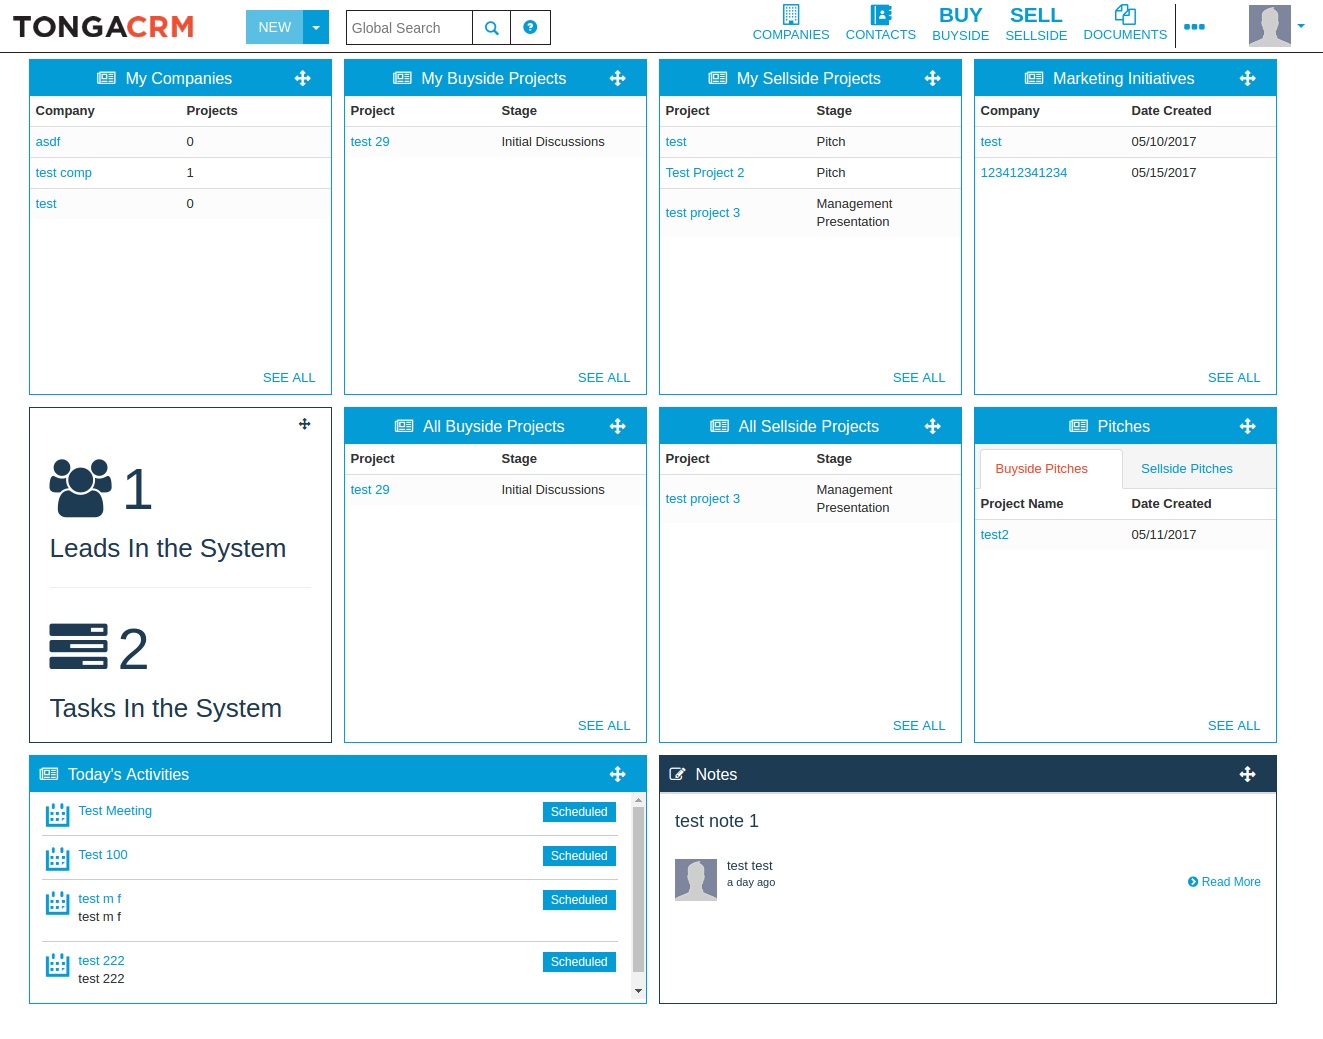 TONGACRM
NEW
Global Search
COMPANIES
CONTACTS
BUY
BUYSIDE
SELL
SELLSIDE
DOCUMENTS
My Companies
Company Projects
asdf 0
test comp 1
test 0
SEE ALL
My Buyside Projects
Project Stage
test 29 Initial Discussions
SEE ALL
My Sellside Projects
Project Stage
test Pitch
Test Project 2 Pitch
test project 3 Management
Presentation
SEE ALL
Marketing Initiatives
Company Date Created
test 05/10/2017
123412341234 05/15/2017
SEE ALL
1
Leads In the System
2
Tasks In the System
All Buyside Projects
Project Stage
test 29 Initial Discussions
SEE ALL
All Sellside Projects
Project Stage
test project 3 Management
Presentation
SEE ALL
Pitches
Buyside Pitches Sellside Pitches
Project Name Date Created
test2 05/11/2017
SEE ALL
Today's Activities
Test Meeting Scheduled
Test 100 Scheduled
test m f Scheduled
test m f
test 222 Scheduled
test 222
Notes
test note 1
test test
a day ago
Read More